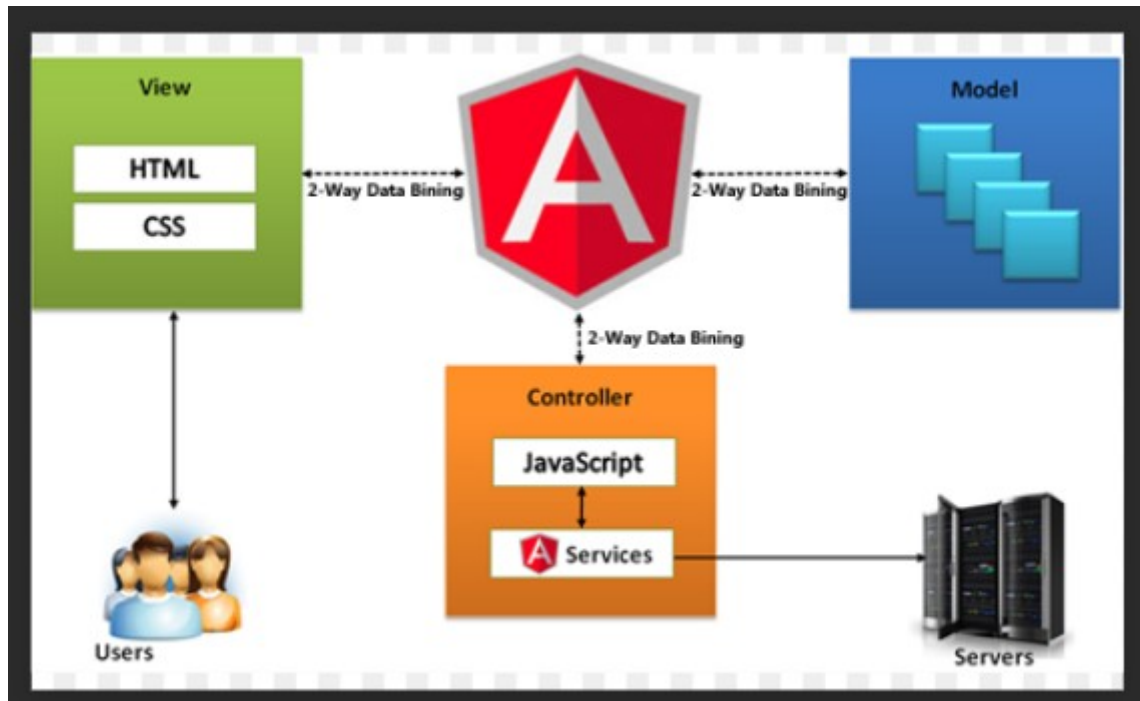 View
HTML
CSS
2-Way Data Bining
A
2-Way Data Bining
Model
2-Way Data Bining
Controller
JavaScript
A Services
Users
Servers